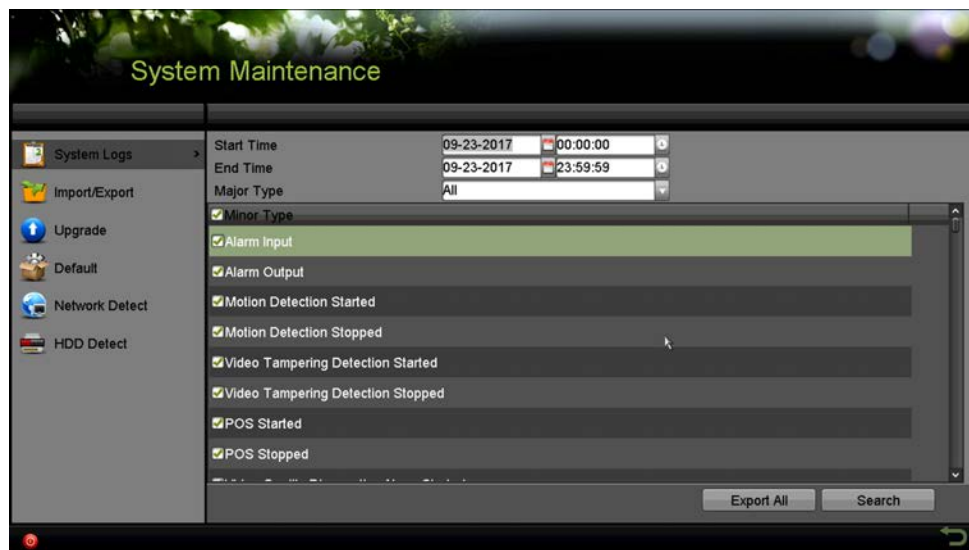 System Maintenance
System Logs
Import/Export
Upgrade
Default
Network Detect
HDD Detect
Start Time 09-23-2017 00:00:00
End Time 09-23-2017 23:59:59
Major Type All
Minor Type
Alarm Input
Alarm Output
Motion Detection Started
Motion Detection Stopped
Video Tampering Detection Started
Video Tampering Detection Stopped
POS Started
POS Stopped
Export All Search